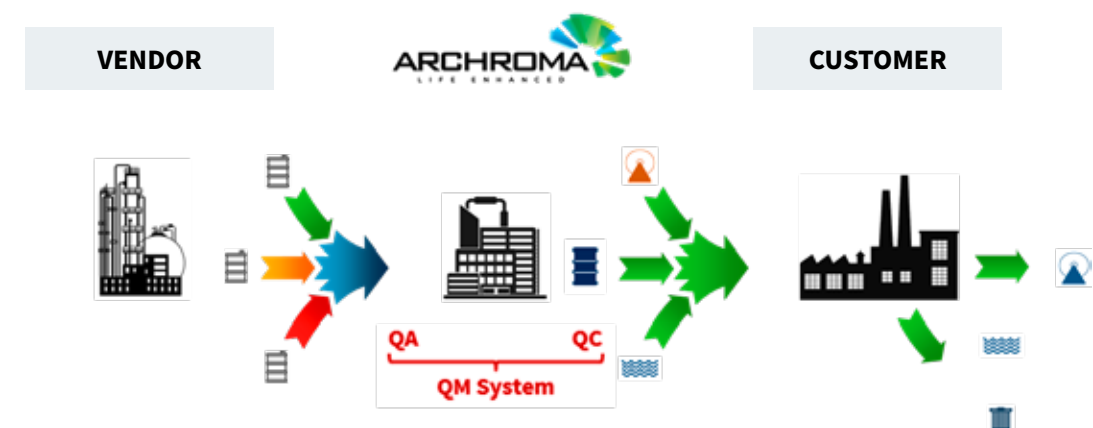 VENDOR
ARCHROMA
LIFE ENHANCED
CUSTOMER
QA
QC
QM System